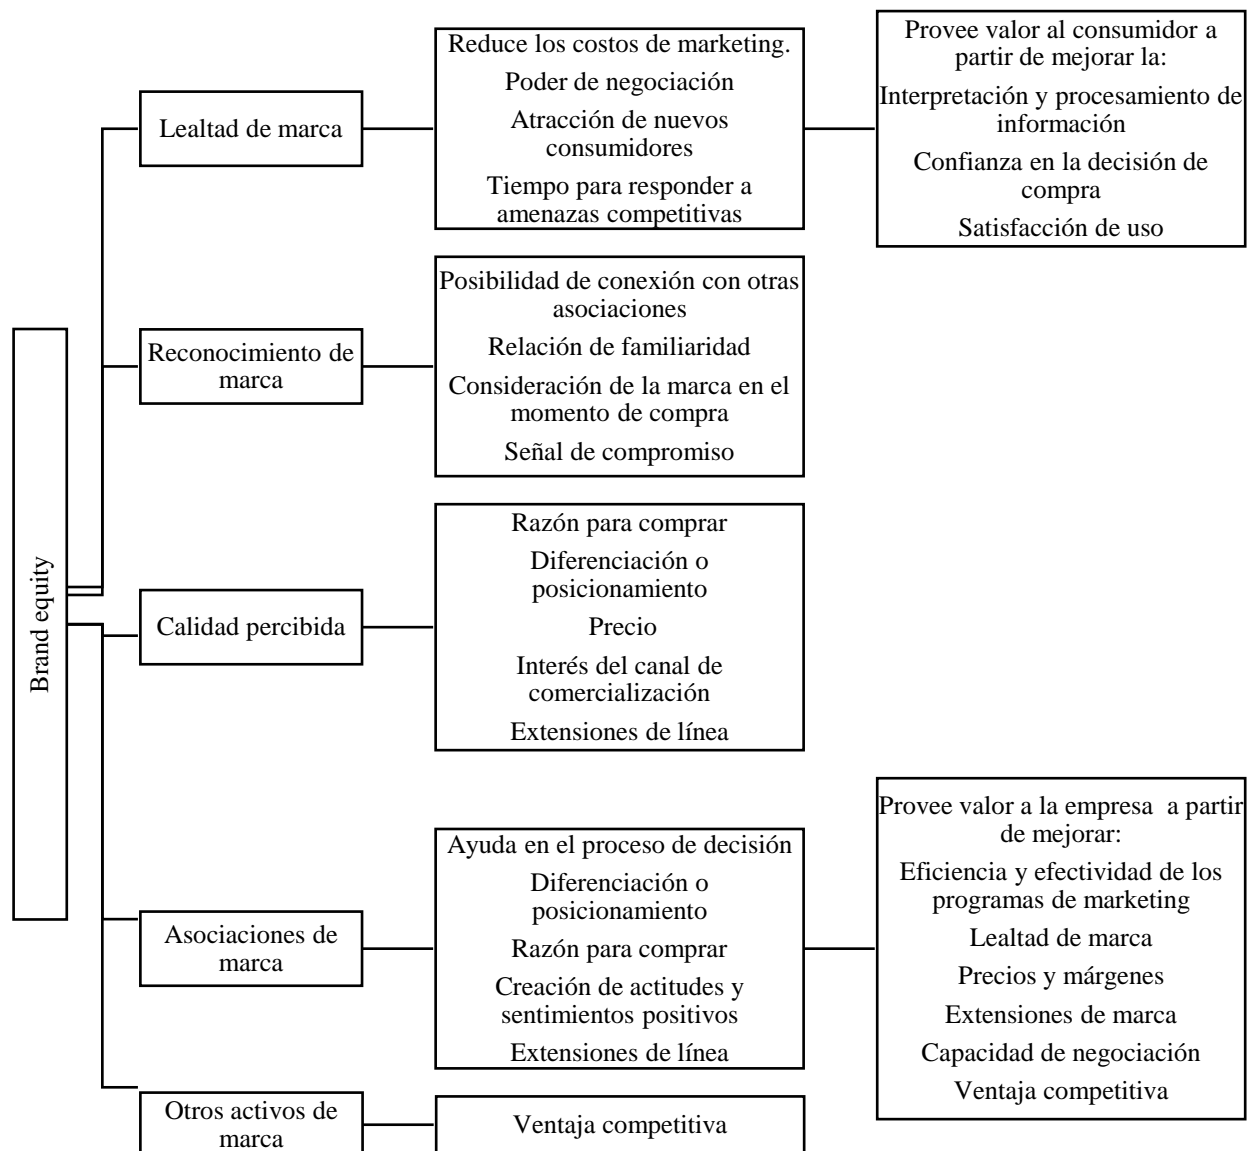 Brand equity
Lealtad de marca
Reduce los costos de marketing.
Poder de negociación
Atracción de nuevos
consumidores
Tiempo para responder a
amenazas competitivas
Provee valor al consumidor a
partir de mejorar la:
Interpretación y procesamiento de
información
Confianza en la decisión de
compra
Satisfacción de uso
Reconocimiento de
marca
Posibilidad de conexión con otras
asociaciones
Relación de familiaridad
Consideración de la marca en el
momento de compra
Señal de compromiso
Calidad percibida
Razón para comprar
Diferenciación o
posicionamiento
Precio
Interés del canal de
comercialización
Extensiones de línea
Asociaciones de
marca
Ayuda en el proceso de decisión
Diferenciación o
posicionamiento
Razón para comprar
Creación de actitudes y
sentimientos positivos
Extensiones de línea
Provee valor a la empresa  a partir
de mejorar:
Eficiencia y efectividad de los
programas de marketing
Lealtad de marca
Precios y márgenes
Extensiones de marca
Capacidad de negociación
Ventaja competitiva
Otros activos de
marca
Ventaja competitiva